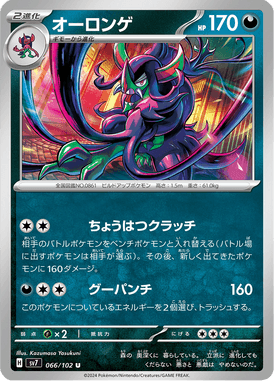 2進化
オーロンゲ
HP 170
ギモーから進化
全国図鑑NO.0861 ビルドアップポケモン 高さ:1.5m 重さ:61.0kg
ちょうはつクラッチ
相手のバトルポケモンをベンチポケモンと入れ替える(バトル場
に出すポケモンは相手が選ぶ)。その後、新しく出てきたポケモ
ンに160ダメージ。
グーパンチ 160
このポケモンについているエネルギーを2個選び、トラッシュする。
弱点 ×2 抵抗力 にげる
Illus. Kazumasa Yasukuni
H SV7 066/102 U
©2024 Pokémon/Nintendo/Creatures/GAME FREAK.